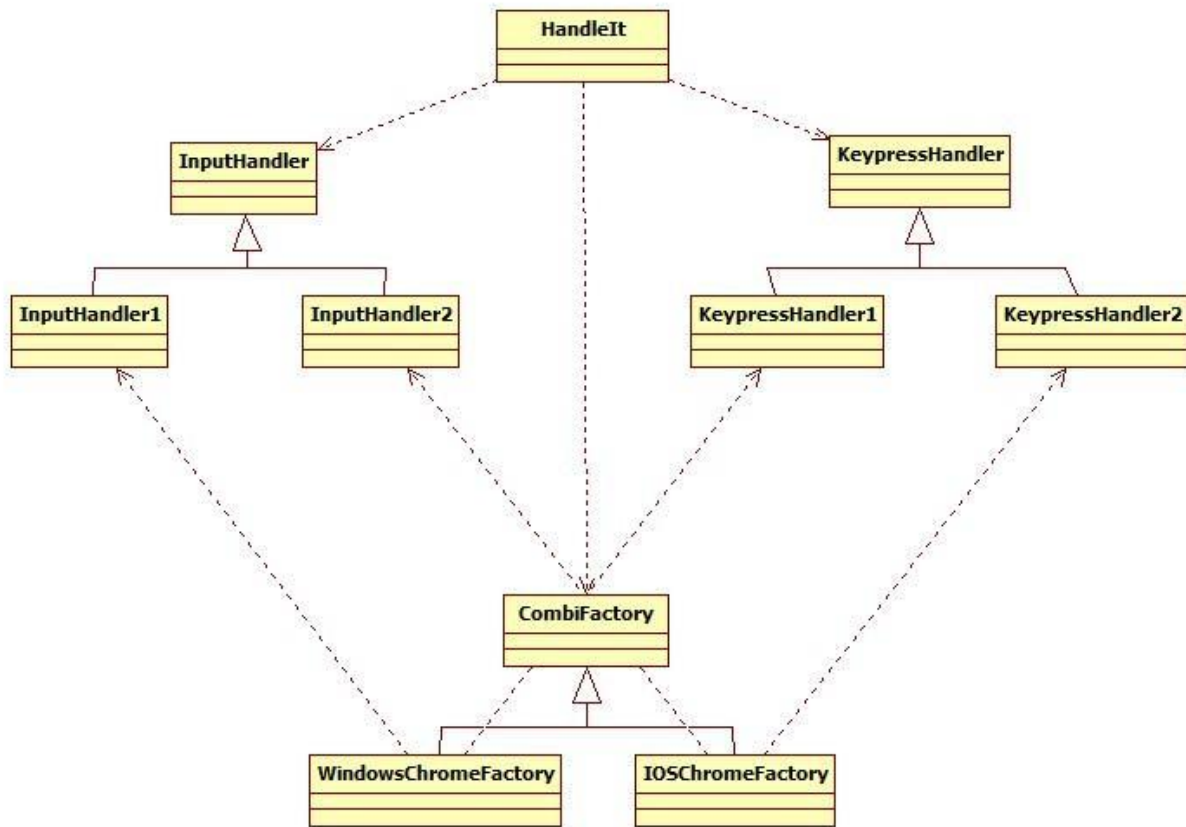 HandleIt
InputHandler
KeypressHandler
InputHandler1
InputHandler2
KeypressHandler1
KeypressHandler2
CombiFactory
WindowsChromeFactory
IOSChromeFactory